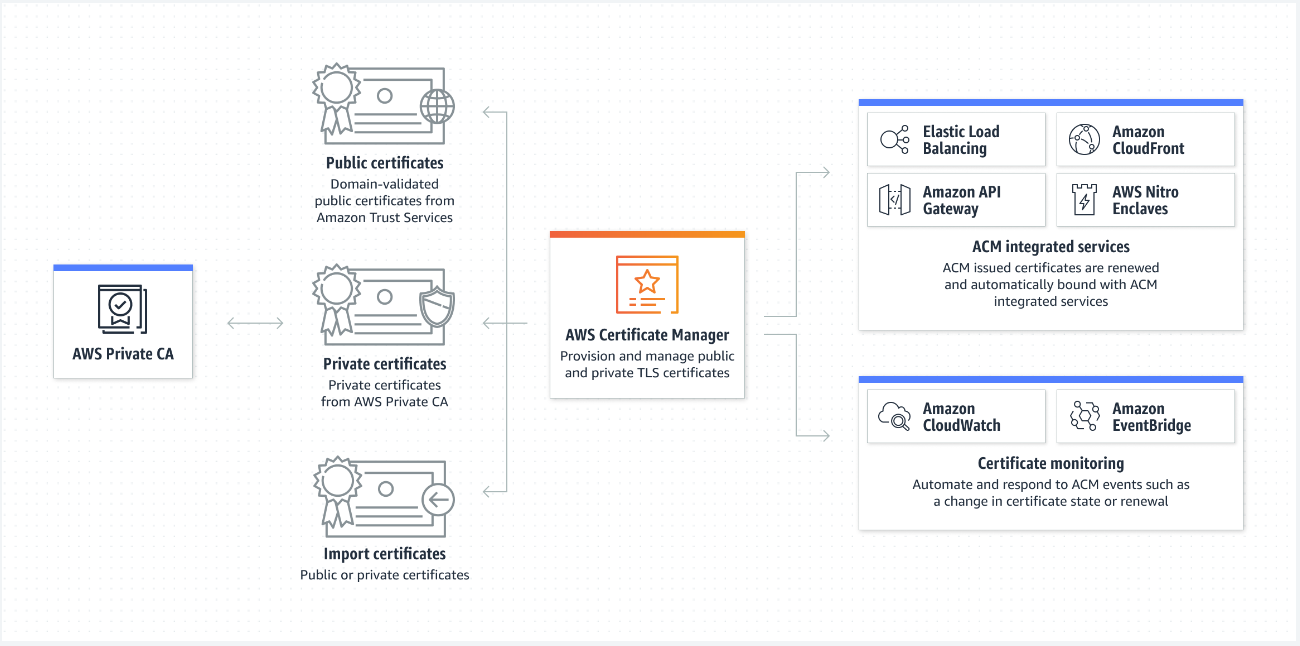 Public certificates
Domain-validated
public certificates from
Amazon Trust Services
AWS Private CA
Private certificates
Private certificates
from AWS Private CA
Import certificates
Public or private certificates
AWS Certificate Manager
Provision and manage public
and private TLS certificates
Elastic Load
Balancing
Amazon
CloudFront
Amazon API
Gateway
AWS Nitro
Enclaves
ACM integrated services
ACM issued certificates are renewed
and automatically bound with ACM
integrated services
Amazon
CloudWatch
Amazon
EventBridge
Certificate monitoring
Automate and respond to ACM events such as
a change in certificate state or renewal